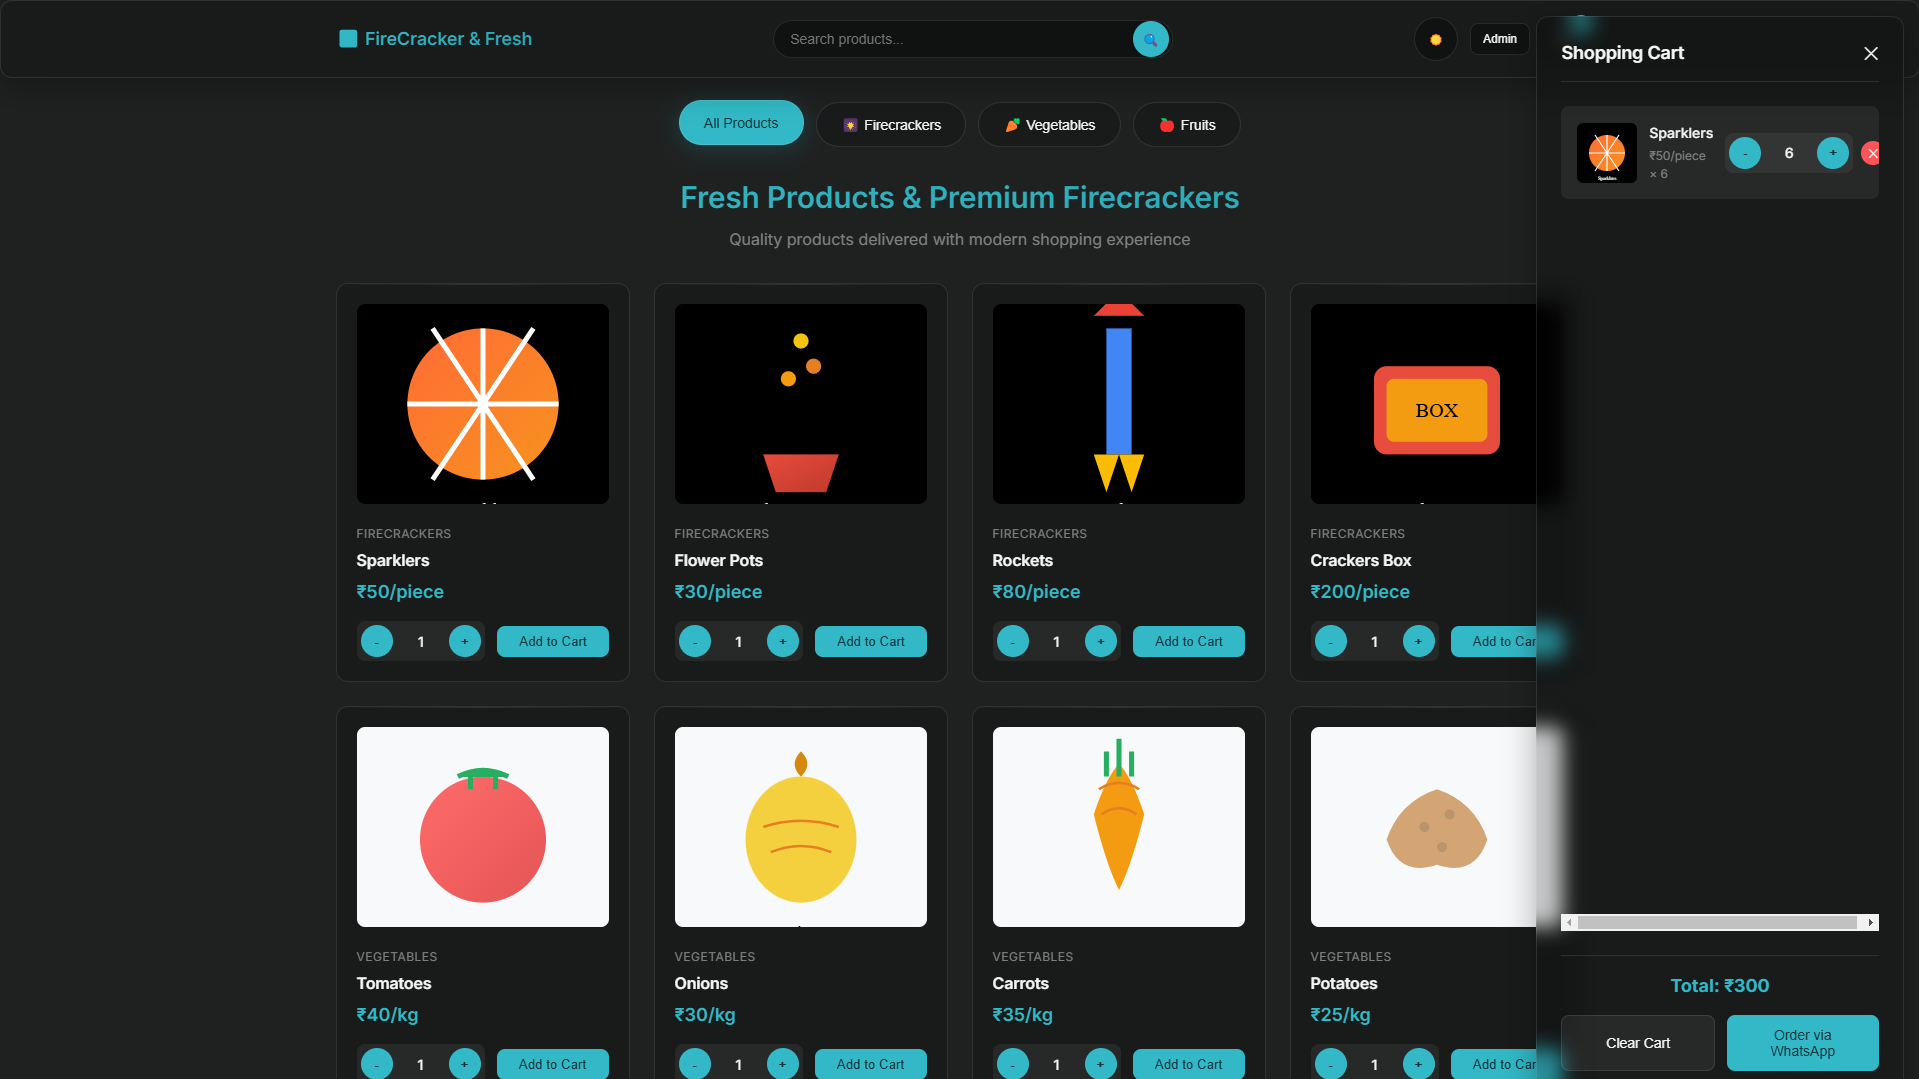 FireCracker & Fresh
Search products...
Admin
All Products
Firecrackers
Vegetables
Fruits
Fresh Products & Premium Firecrackers
Quality products delivered with modern shopping experience
FIRECRACKERS
Sparklers
₹50/piece
- 1 + Add to Cart
FIRECRACKERS
Flower Pots
₹30/piece
- 1 + Add to Cart
FIRECRACKERS
Rockets
₹80/piece
- 1 + Add to Cart
BOX
FIRECRACKERS
Crackers Box
₹200/piece
- 1 + Add to Car
VEGETABLES
Tomatoes
₹40/kg
- 1 + Add to Cart
VEGETABLES
Onions
₹30/kg
- 1 + Add to Cart
VEGETABLES
Carrots
₹35/kg
- 1 + Add to Cart
VEGETABLES
Potatoes
₹25/kg
- 1 + Add to Car
Shopping Cart
Sparklers
Sparklers
₹50/piece
× 6
- 6 +
Total: ₹300
Clear Cart
Order via
WhatsApp